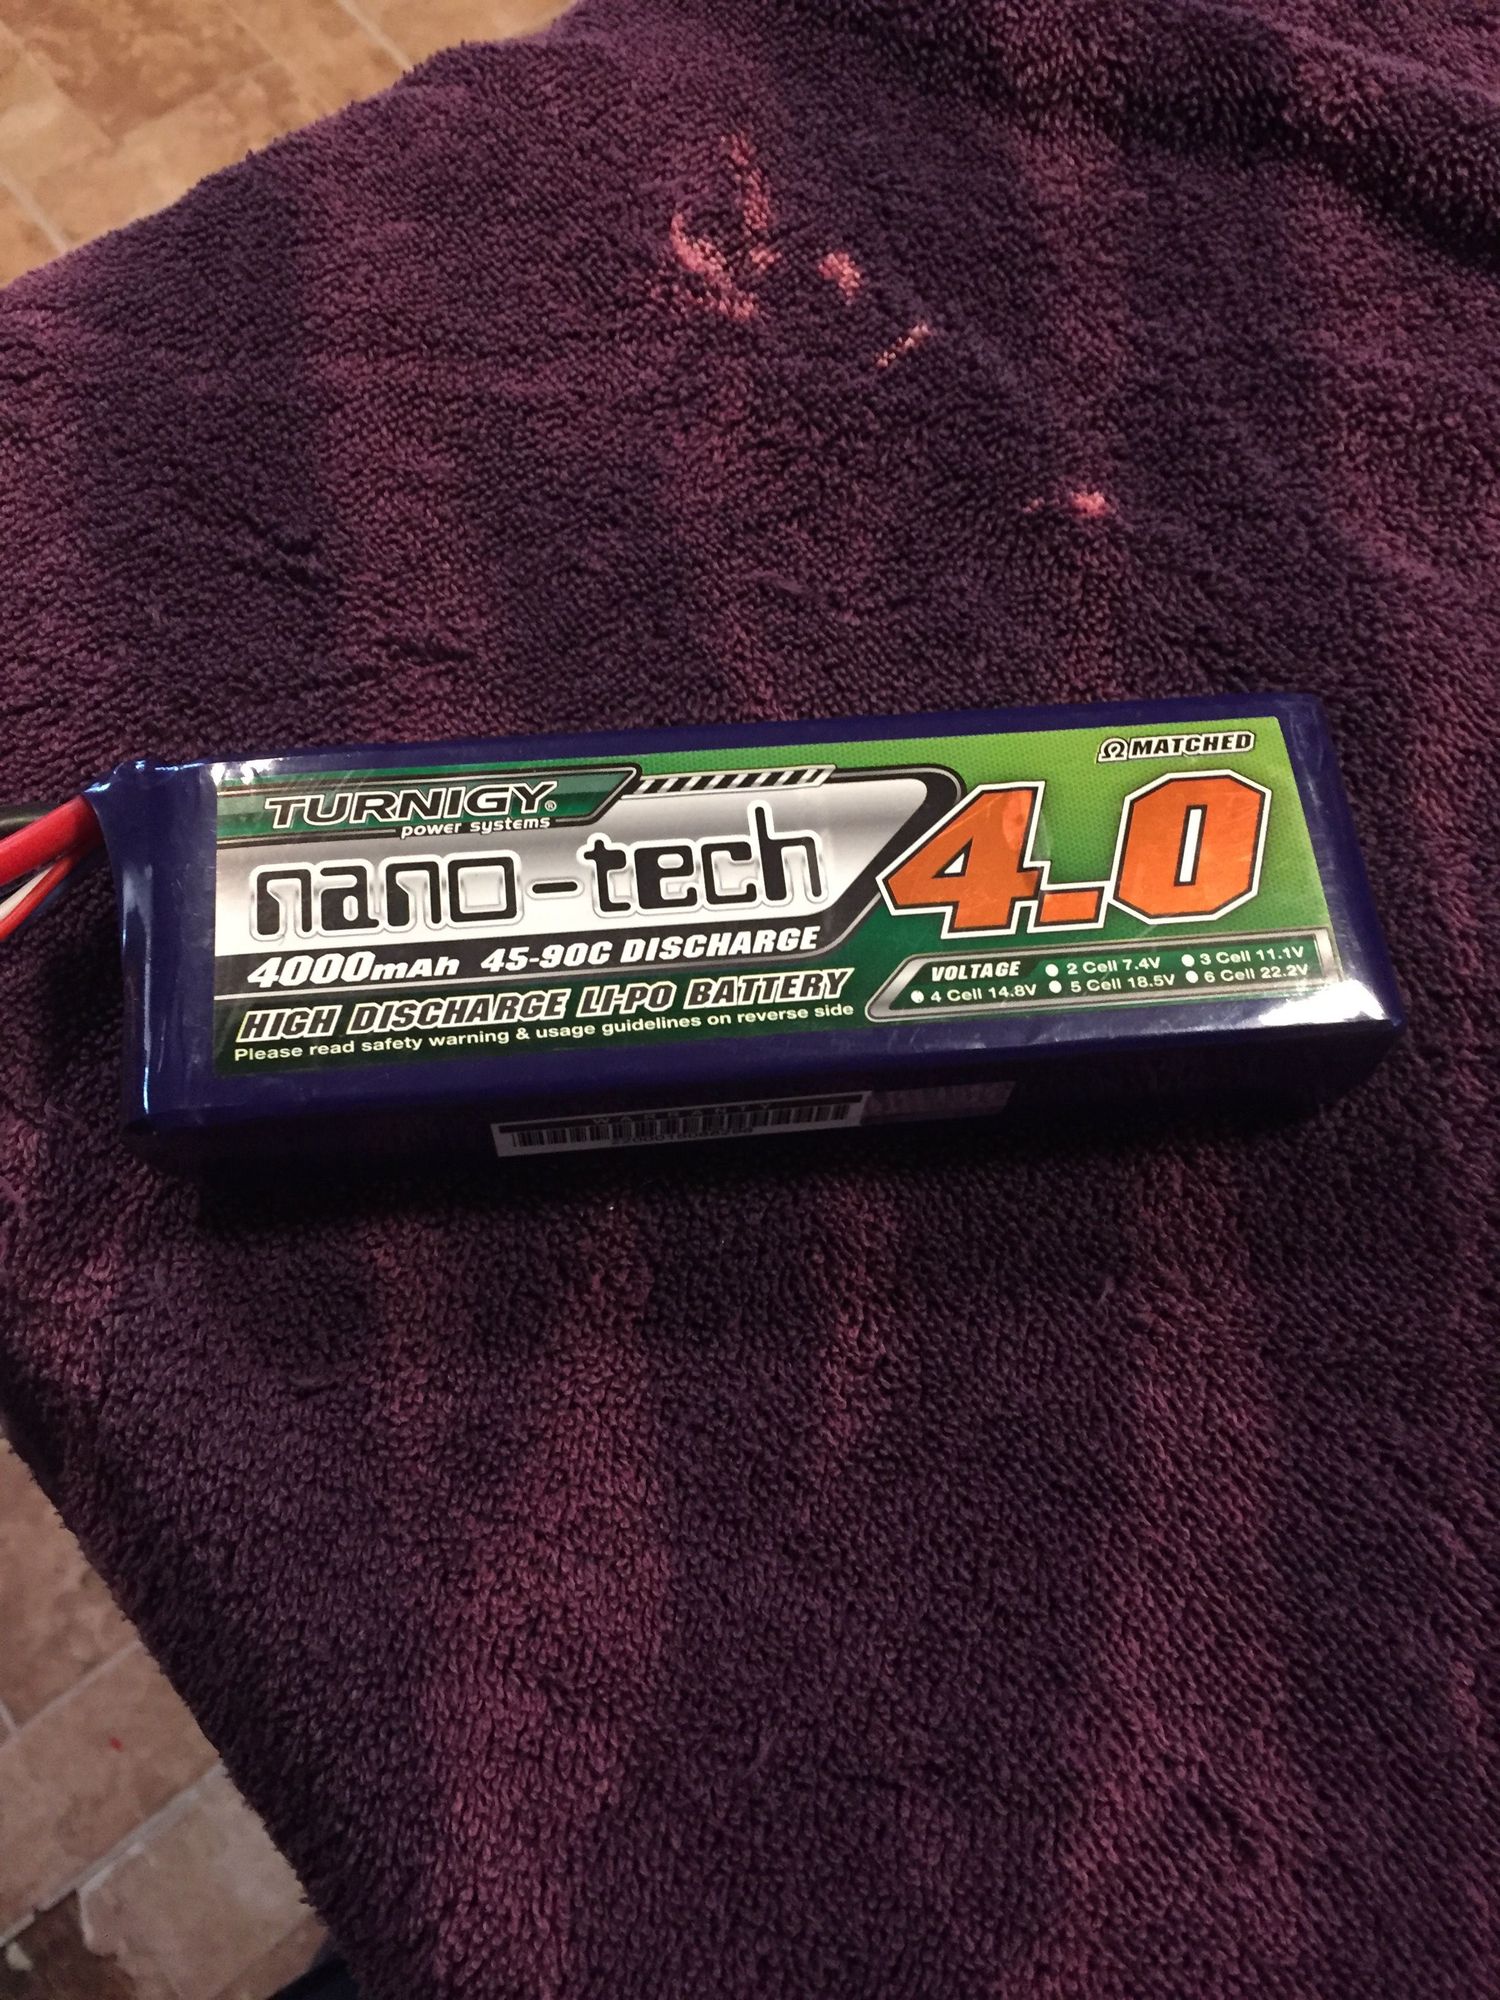 Ω MATCHED
TURNIGY®
power systems
nano-tech
4.0
4000mAh 45-90C DISCHARGE
HIGH DISCHARGE LI-PO BATTERY
Please read safety warning & usage guidelines on reverse side
VOLTAGE 2 Cell 7.4V 3 Cell 11.1V
4 Cell 14.8V 5 Cell 18.5V 6 Cell 22.2V
WARRANTY